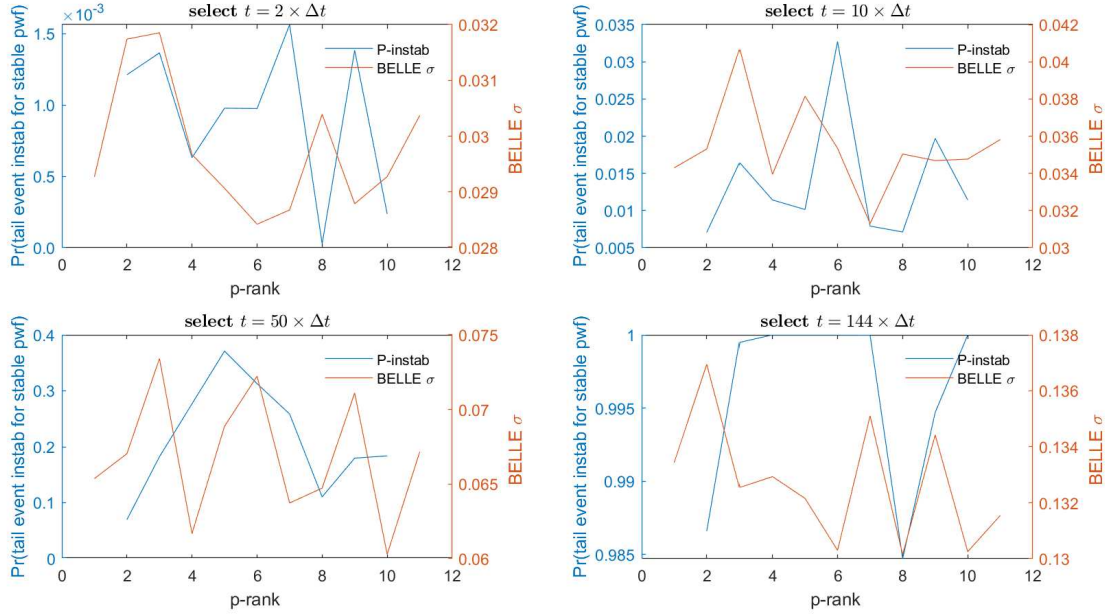 select t = 2 × Δt
×10⁻³
1.5
1.0
0.5
0.0
Pr(tail event instab for stable pwf)
P-instab
BELLE σ
0.032
0.031
0.03
0.029
0.028
BELLE σ
0 2 4 6 8 10 12
p-rank
select t = 10 × Δt
0.035
0.03
0.025
0.02
0.015
0.01
0.005
Pr(tail event instab for stable pwf)
P-instab
BELLE σ
0.042
0.04
0.038
0.036
0.034
0.032
0.03
BELLE σ
0 2 4 6 8 10 12
p-rank
select t = 50 × Δt
0.4
0.3
0.2
0.1
0
Pr(tail event instab for stable pwf)
P-instab
BELLE σ
0.075
0.07
0.065
0.06
BELLE σ
0 2 4 6 8 10 12
p-rank
select t = 144 × Δt
1
0.995
0.99
0.985
Pr(tail event instab for stable pwf)
P-instab
BELLE σ
0.138
0.136
0.134
0.132
0.13
BELLE σ
0 2 4 6 8 10 12
p-rank